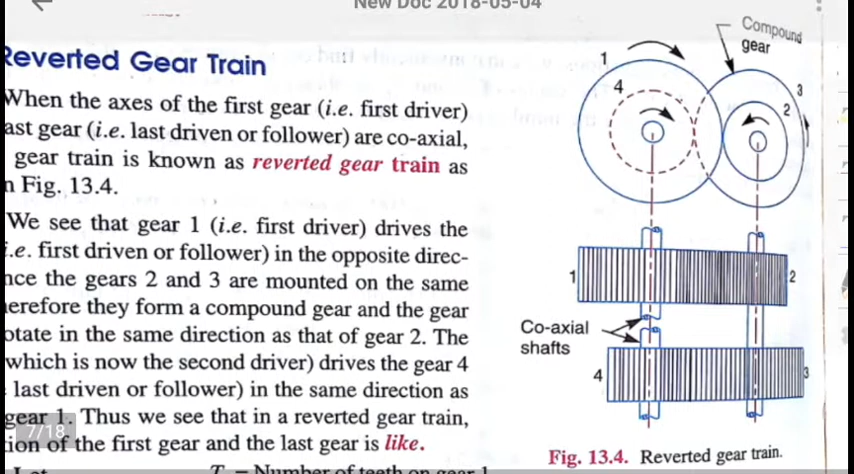 New Doc 2018-05-04
Reverted Gear Train
When the axes of the first gear (i.e. first driver)
ast gear (i.e. last driven or follower) are co-axial,
gear train is known as reverted gear train as
n Fig. 13.4.
We see that gear 1 (i.e. first driver) drives the
i.e. first driven or follower) in the opposite direc-
nce the gears 2 and 3 are mounted on the same
erefore they form a compound gear and the gear
otate in the same direction as that of gear 2. The
which is now the second driver) drives the gear 4
last driven or follower) in the same direction as
gear 1. Thus we see that in a reverted gear train,
7/18
tion of the first gear and the last gear is like.
T = Number of teeth on gear 1
Compound
gear
1
4
3
2
1
2
Co-axial
shafts
4
3
Fig. 13.4. Reverted gear train.